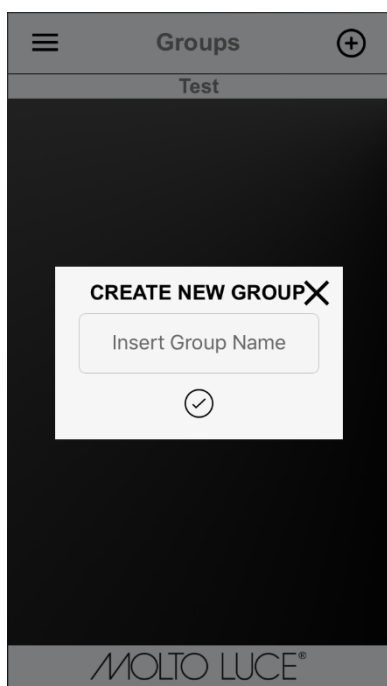 Groups
Test
CREATE NEW GROUP
Insert Group Name
MOLTO LUCE®